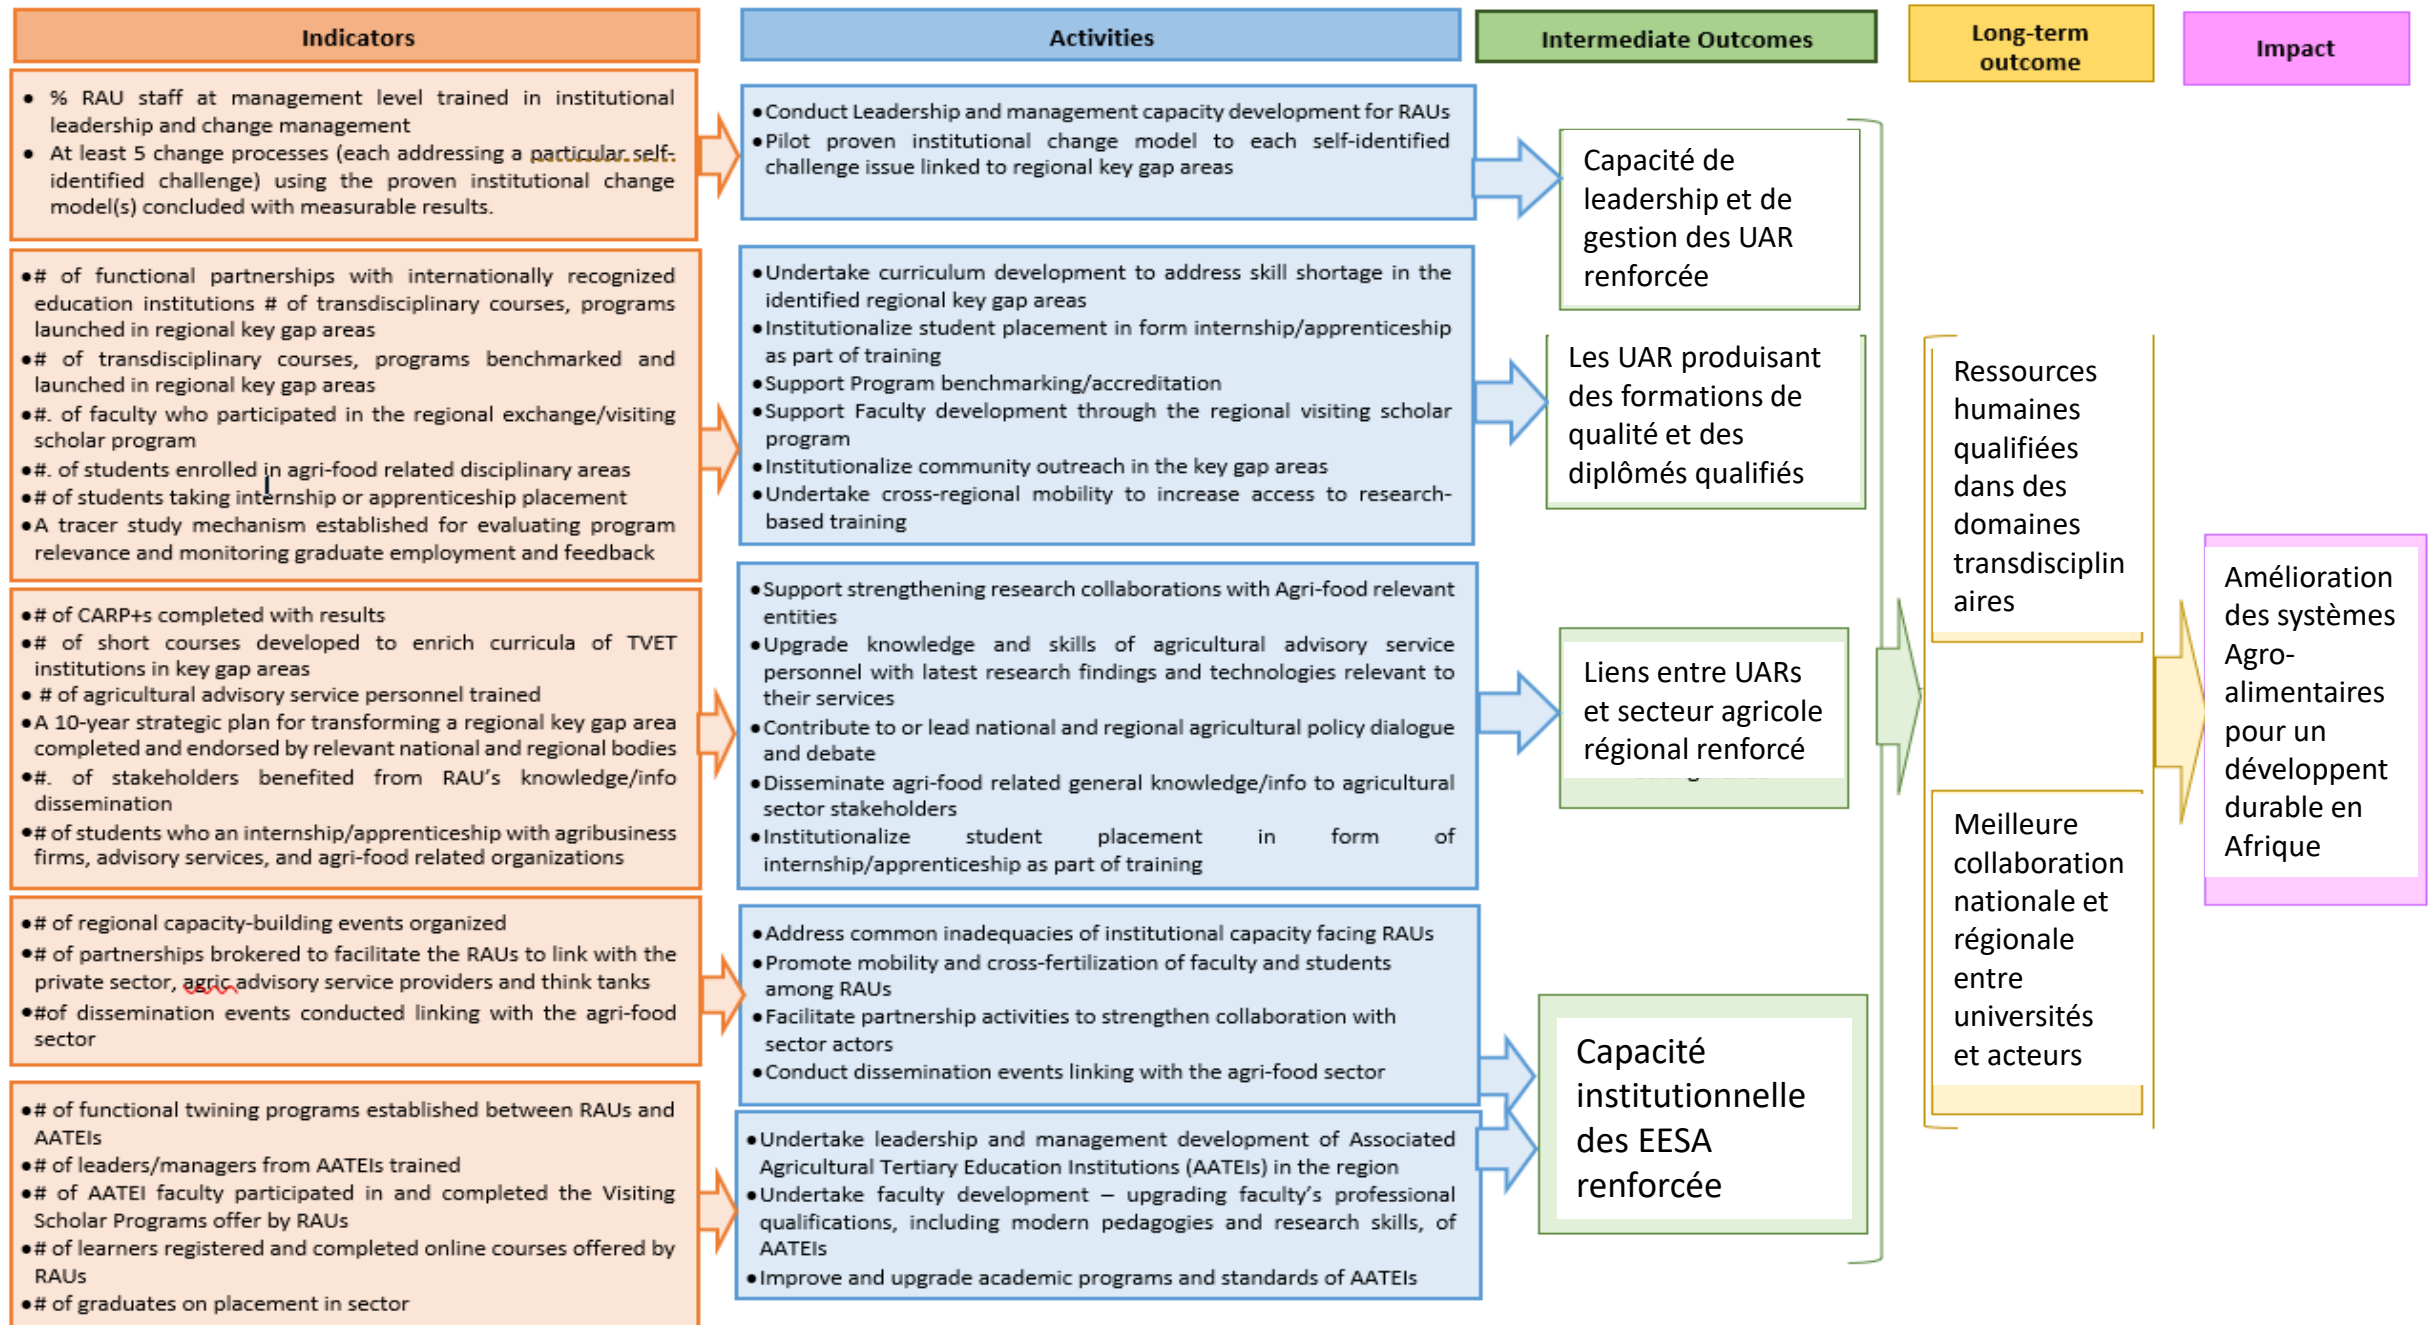 Indicators
% RAU staff at management level trained in institutional
leadership and change management
At least 5 change processes (each addressing a particular self-
identified challenge) using the proven institutional change
model(s) concluded with measurable results.
# of functional partnerships with internationally recognized
education institutions # of transdisciplinary courses, programs
launched in regional key gap areas
# of transdisciplinary courses, programs benchmarked and
launched in regional key gap areas
#. of faculty who participated in the regional exchange/visiting
scholar program
#. of students enrolled in agri-food related disciplinary areas
# of students taking internship or apprenticeship placement
A tracer study mechanism established for evaluating program
relevance and monitoring graduate employment and feedback
# of CARP+s completed with results
# of short courses developed to enrich curricula of TVET
institutions in key gap areas
# of agricultural advisory service personnel trained
A 10-year strategic plan for transforming a regional key gap area
completed and endorsed by relevant national and regional bodies
#. of stakeholders benefited from RAU's knowledge/info
dissemination
# of students who an internship/apprenticeship with agribusiness
firms, advisory services, and agri-food related organizations
# of regional capacity-building events organized
# of partnerships brokered to facilitate the RAUs to link with the
private sector, agric advisory service providers and think tanks
#of dissemination events conducted linking with the agri-food
sector
# of functional twining programs established between RAUs and
AATEIs
# of leaders/managers from AATEIs trained
# of AATEI faculty participated in and completed the Visiting
Scholar Programs offer by RAUs
# of learners registered and completed online courses offered by
RAUs
# of graduates on placement in sector
Activities
Conduct Leadership and management capacity development for RAUs
Pilot proven institutional change model to each self-identified
challenge issue linked to regional key gap areas
Undertake curriculum development to address skill shortage in the
identified regional key gap areas
Institutionalize student placement in form internship/apprenticeship
as part of training
Support Program benchmarking/accreditation
Support Faculty development through the regional visiting scholar
program
Institutionalize community outreach in the key gap areas
Undertake cross-regional mobility to increase access to research-
based training
Support strengthening research collaborations with Agri-food relevant
entities
Upgrade knowledge and skills of agricultural advisory service
personnel with latest research findings and technologies relevant to
their services
Contribute to or lead national and regional agricultural policy dialogue
and debate
Disseminate agri-food related general knowledge/info to agricultural
sector stakeholders
Institutionalize student placement in form of
internship/apprenticeship as part of training
Address common inadequacies of institutional capacity facing RAUs
Promote mobility and cross-fertilization of faculty and students
among RAUs
Facilitate partnership activities to strengthen collaboration with
sector actors
Conduct dissemination events linking with the agri-food sector
Undertake leadership and management development of Associated
Agricultural Tertiary Education Institutions (AATEIs) in the region
Undertake faculty development – upgrading faculty's professional
qualifications, including modern pedagogies and research skills, of
AATEIs
Improve and upgrade academic programs and standards of AATEIs
Intermediate Outcomes
Capacité de
leadership et de
gestion des UAR
renforcée
Les UAR produisant
des formations de
qualité et des
diplômés qualifiés
Liens entre UARs
et secteur agricole
régional renforcé
Capacité
institutionnelle
des EESA
renforcée
Long-term
outcome
Ressources
humaines
qualifiées
dans des
domaines
transdisciplin
aires
Meilleure
collaboration
nationale et
régionale
entre
universités
et acteurs
Impact
Amélioration
des systèmes
Agro-
alimentaires
pour un
développent
durable en
Afrique